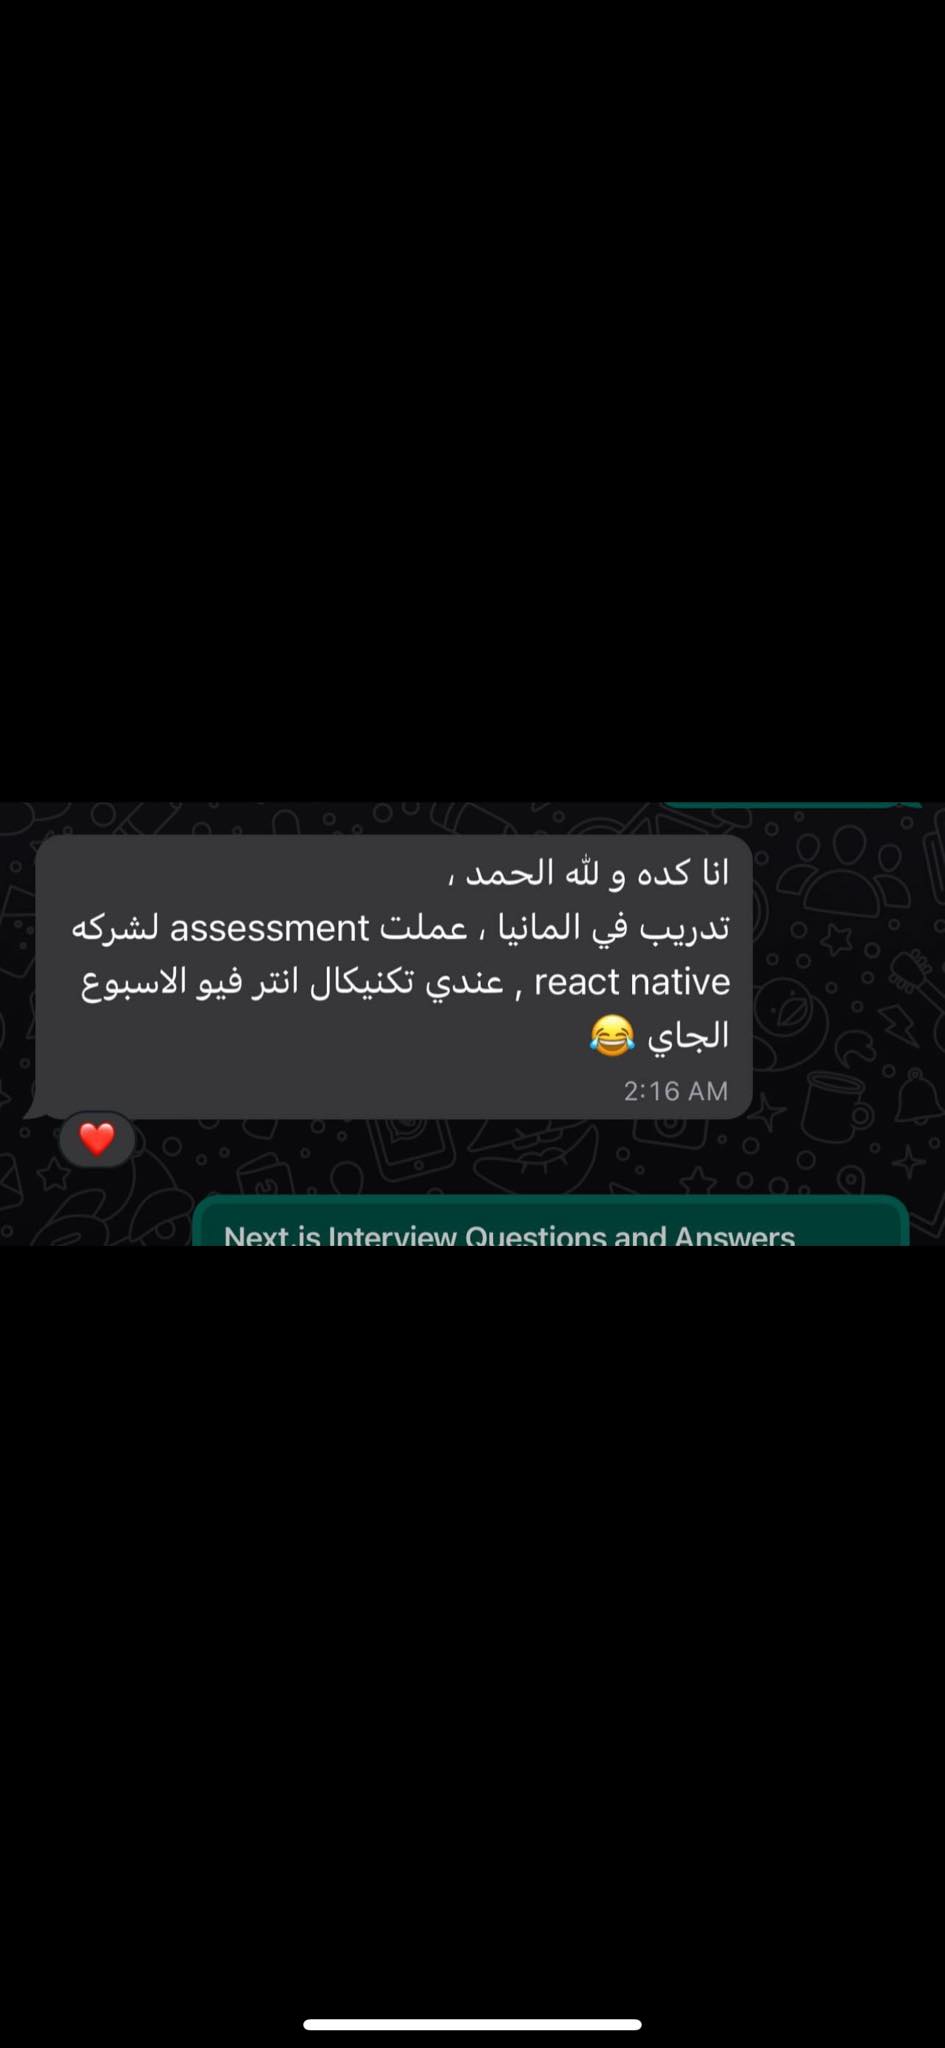 انا كده و لله الحمد ،
تدريب في المانيا ، عملت assessment لشركه
react native , عندي تكنيكال انتر فيو الاسبوع
الجاي 😂
2:16 AM
❤️
Next.js Interview Questions and Answers